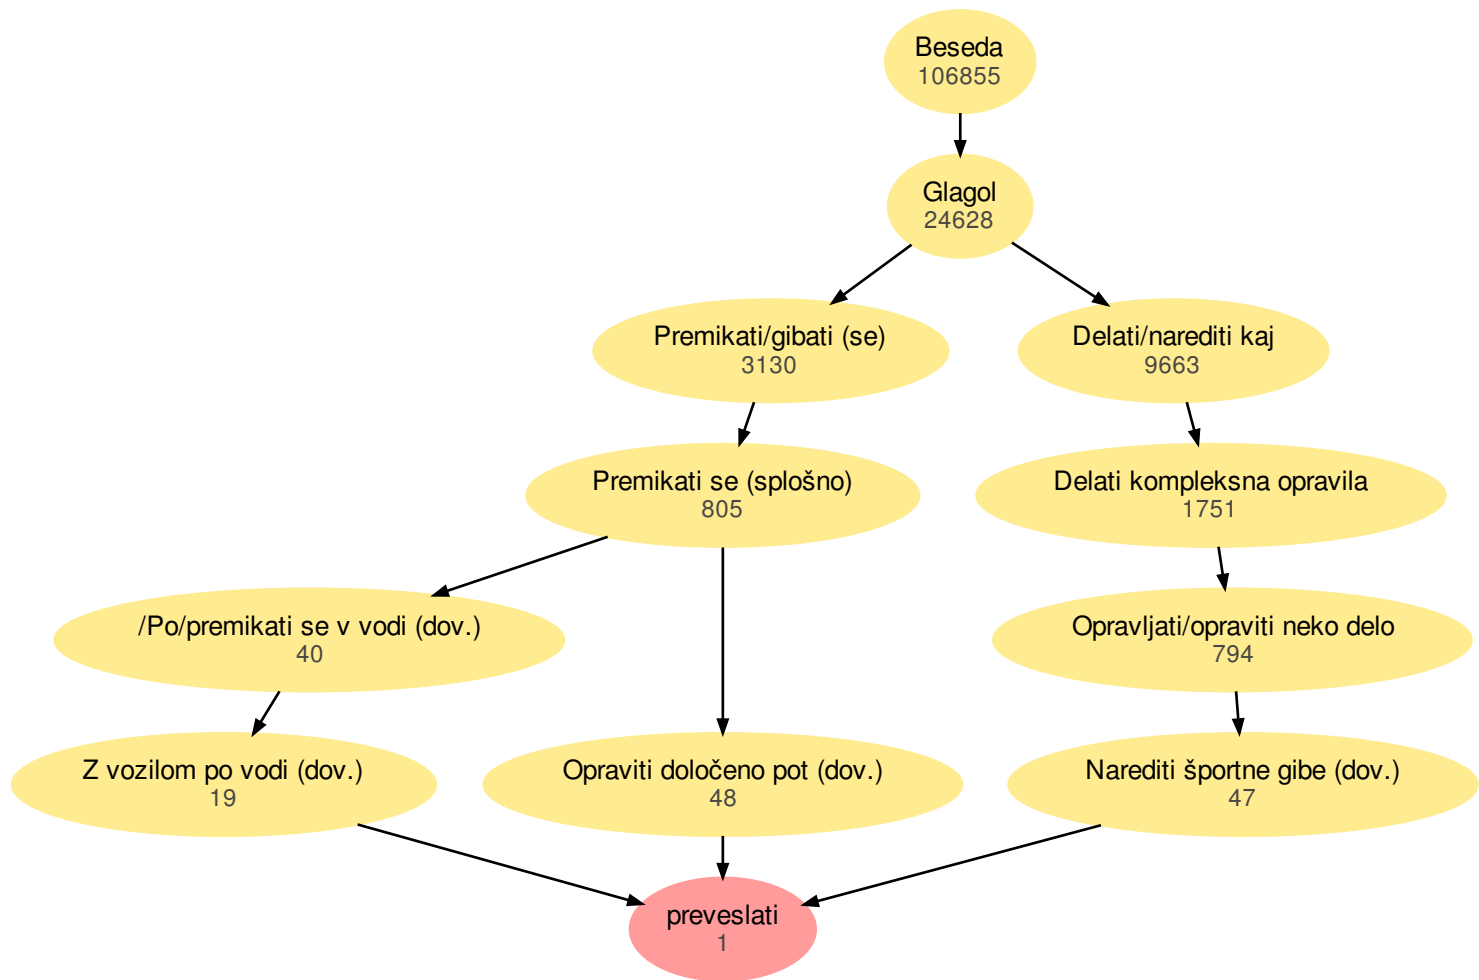 Beseda
106855
Glagol
24628
Premikati/gibati (se)
3130
Delati/narediti kaj
9663
Premikati se (splošno)
805
Delati kompleksna opravila
1751
/Po/premikati se v vodi (dov.)
40
Opravljati/opraviti neko delo
794
Z vozilom po vodi (dov.)
19
Opraviti določeno pot (dov.)
48
Narediti športne gibe (dov.)
47
preveslati
1